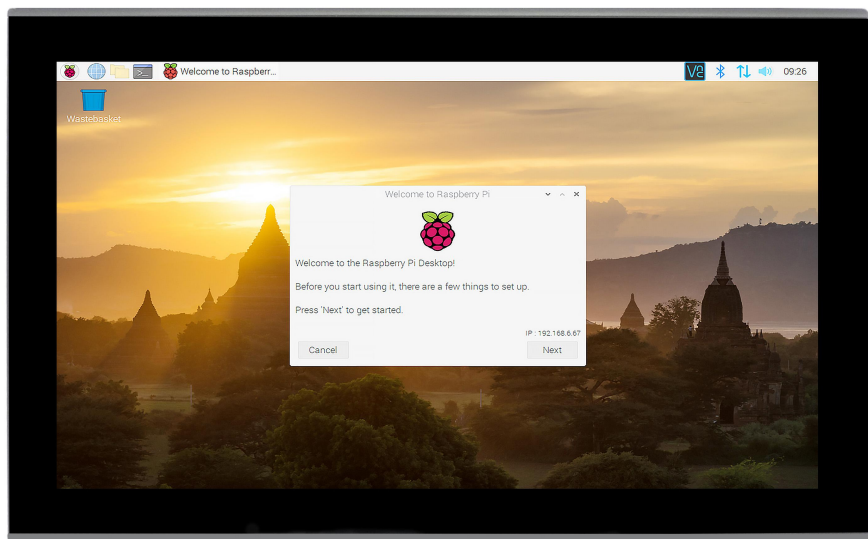 Welcome to Raspberr...
V2
09:26
Wastebasket
Welcome to Raspberry Pi
Welcome to the Raspberry Pi Desktop!
Before you start using it, there are a few things to set up.
Press 'Next' to get started.
IP : 192.168.6.67
Cancel
Next